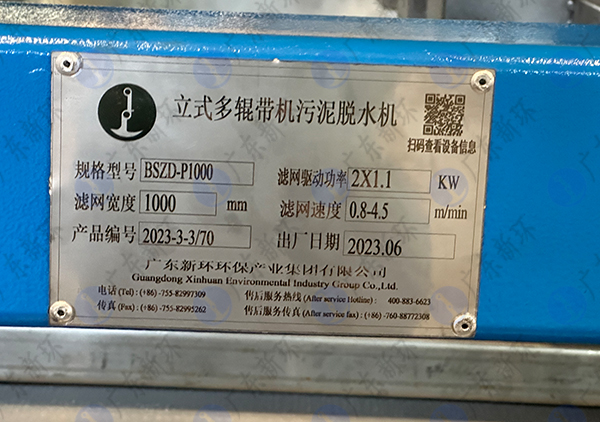 立式多辊带机污泥脱水机
扫码查看设备信息
规格型号 BSZD-P1000 滤网驱动功率 2X1.1 KW
滤网宽度 1000 mm 滤网速度 0.8-4.5 m/min
产品编号 2023-3-3/70 出厂日期 2023.06
广东新环环保产业集团有限公司
Guangdong Xinhuan Environmental Industry Group Co.,Ltd.
电话(Tel) : (+86) -755-82997309 售后服务热线(After service Hotline) : 400-883-6623
传真(Fax) : (+86) -755-82995262 售后服务传真(After service fax) : (+86) -760-88772308
广东新环